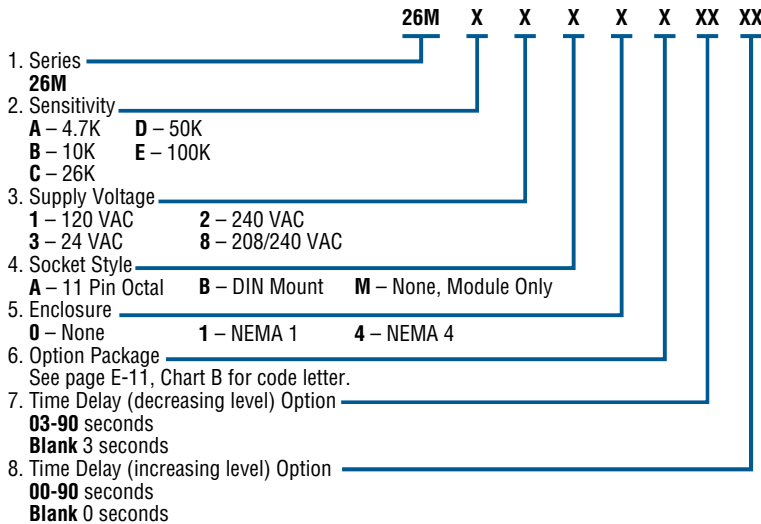 26M X X X X X XX XX
1. Series
26M
2. Sensitivity
A – 4.7K D – 50K
B – 10K E – 100K
C – 26K
3. Supply Voltage
1 – 120 VAC 2 – 240 VAC
3 – 24 VAC 8 – 208/240 VAC
4. Socket Style
A – 11 Pin Octal B – DIN Mount M – None, Module Only
5. Enclosure
0 – None 1 – NEMA 1 4 – NEMA 4
6. Option Package
See page E-11, Chart B for code letter.
7. Time Delay (decreasing level) Option
03-90 seconds
Blank 3 seconds
8. Time Delay (increasing level) Option
00-90 seconds
Blank 0 seconds